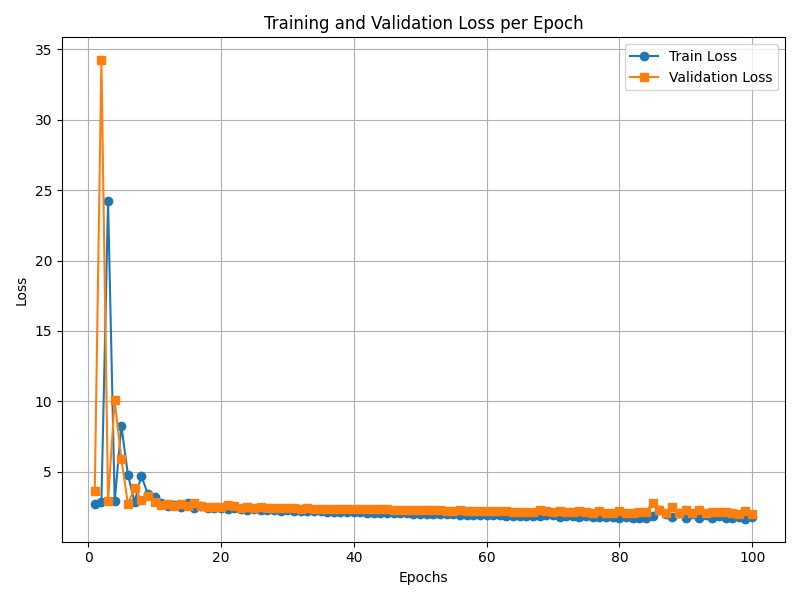 Training and Validation Loss per Epoch
Train Loss
Validation Loss
35
30
25
20
15
10
5
Loss
0 20 40 60 80 100
Epochs